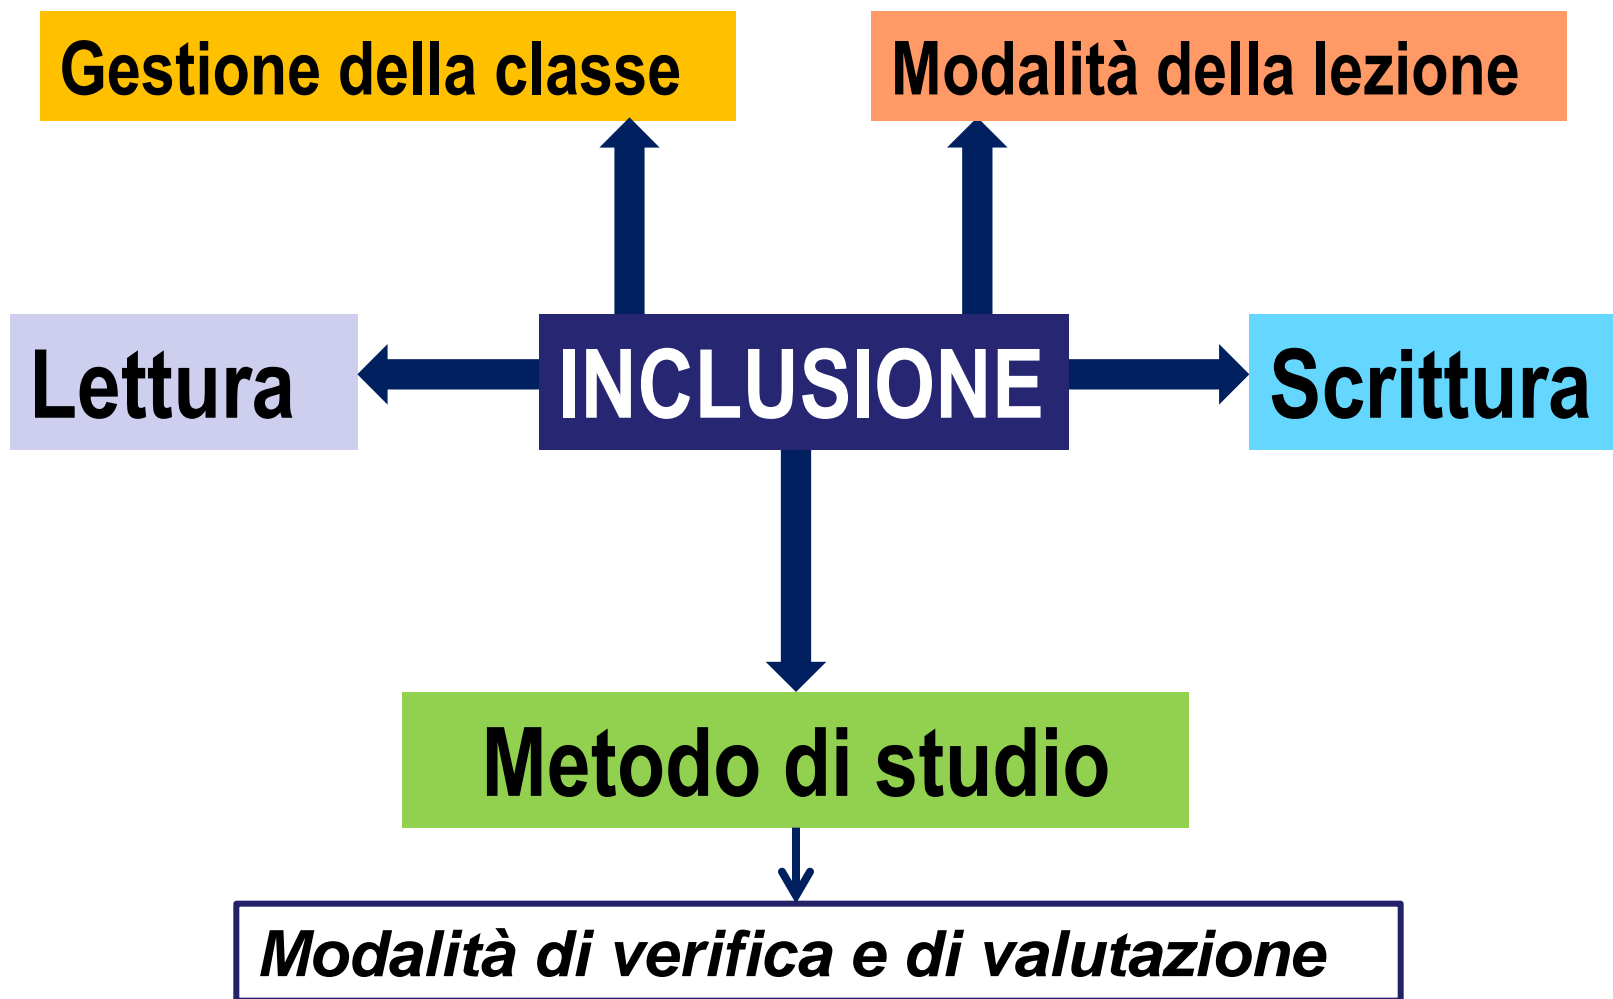 Gestione della classe
Modalità della lezione
Lettura
INCLUSIONE
Scrittura
Metodo di studio
Modalità di verifica e di valutazione